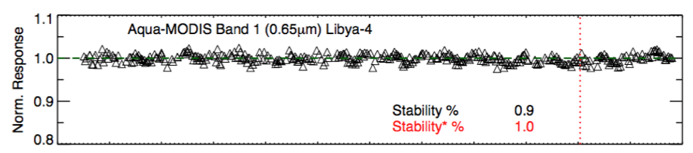 Aqua-MODIS Band 1 (0.65μm) Libya-4
Norm. Response
1.1
1.0
0.9
0.8
Stability % 0.9
Stability* % 1.0